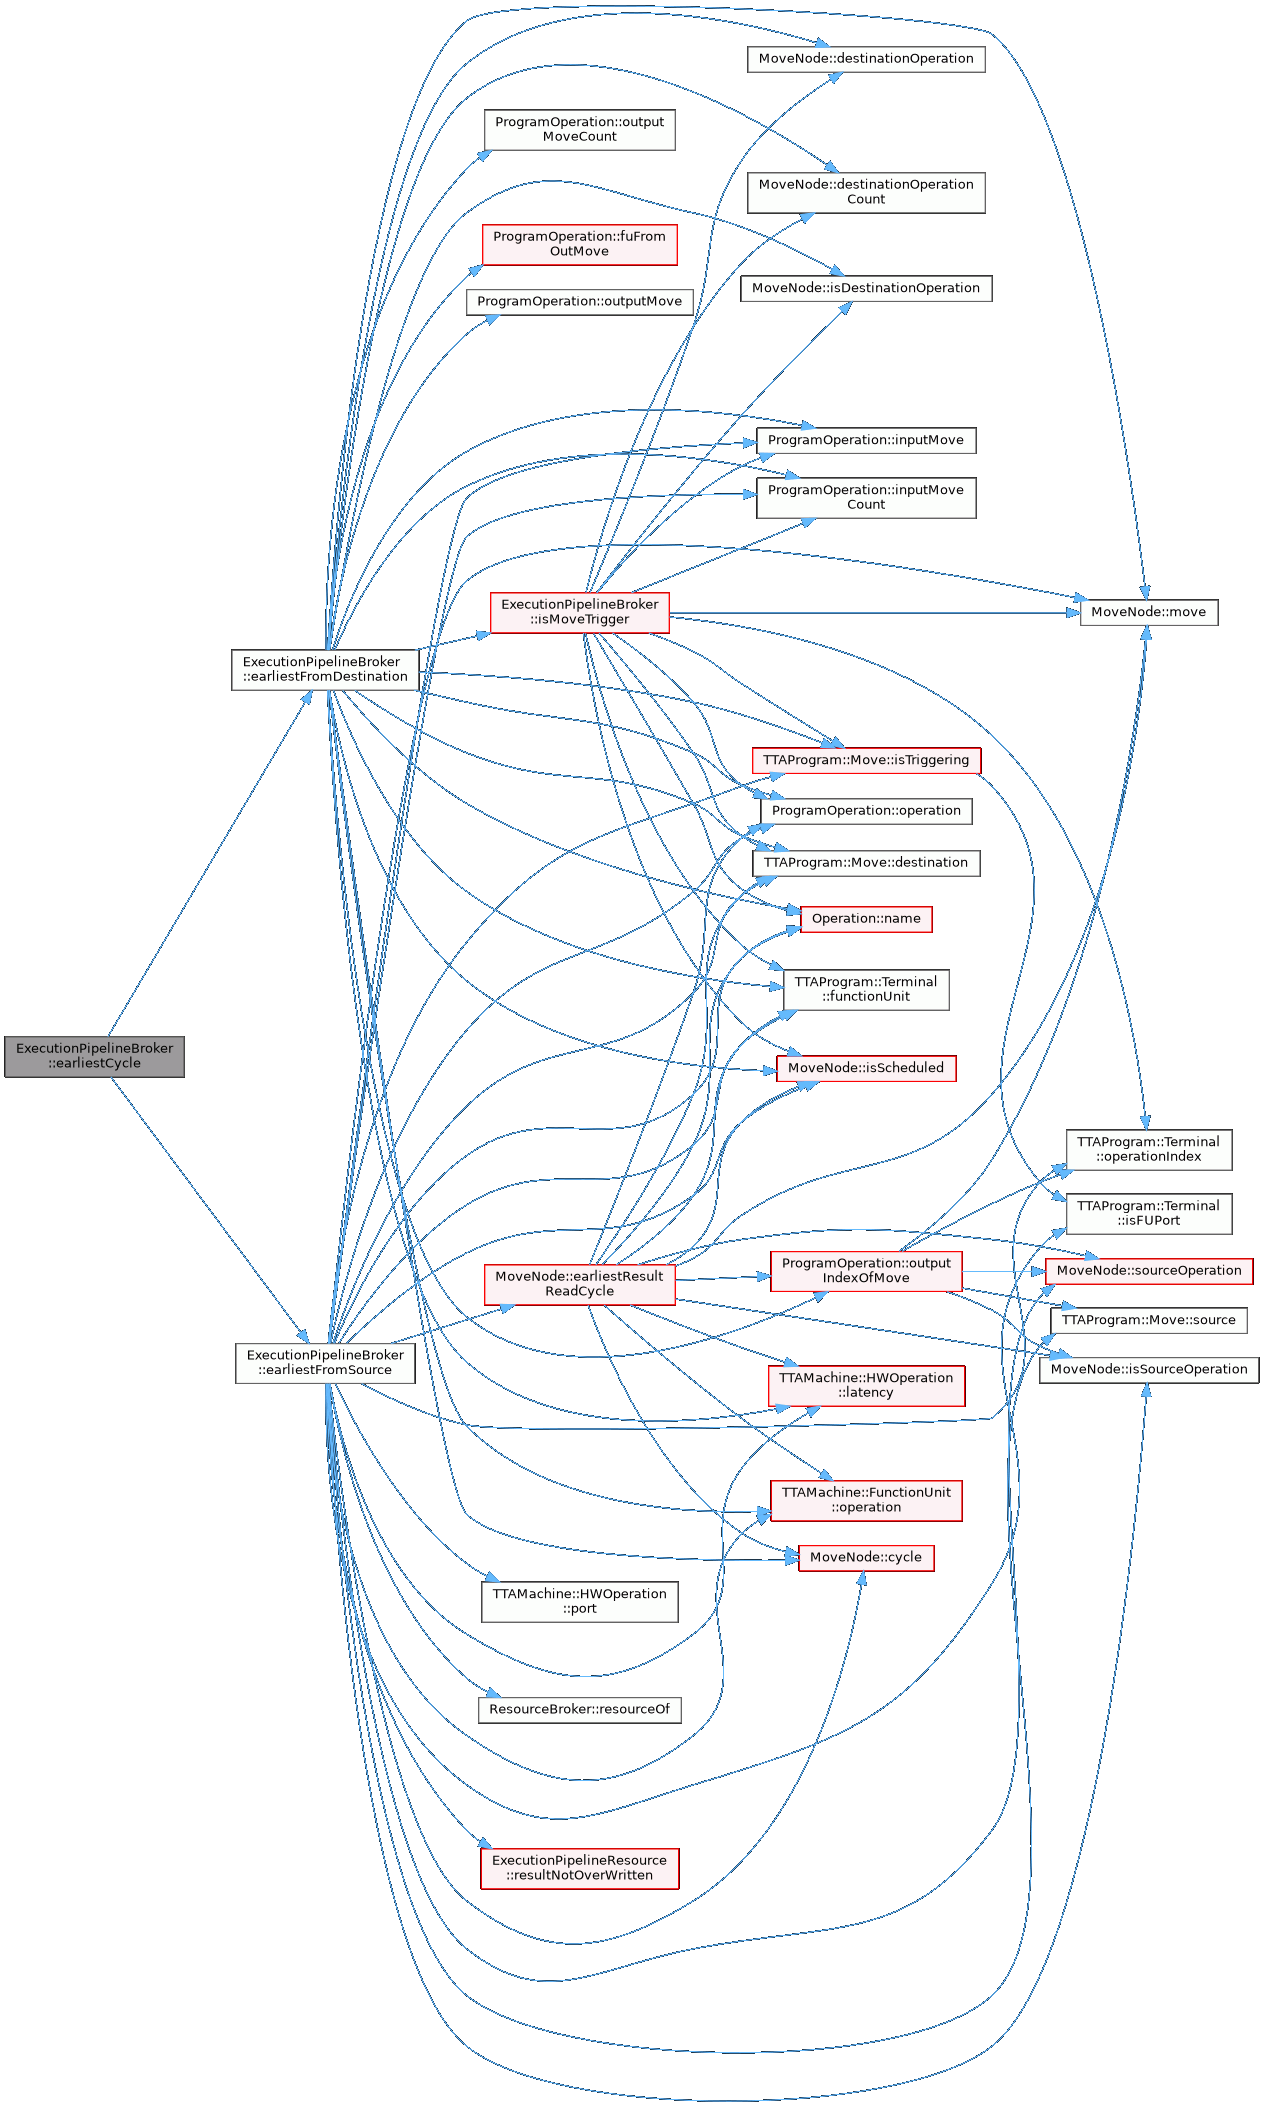 MoveNode::destinationOperation
ProgramOperation::output
MoveCount
MoveNode::destinationOperation
Count
ProgramOperation::fuFrom
OutMove
MoveNode::isDestinationOperation
ProgramOperation::outputMove
ProgramOperation::inputMove
ProgramOperation::inputMove
Count
ExecutionPipelineBroker
::isMoveTrigger
MoveNode::move
ExecutionPipelineBroker
::earliestFromDestination
TTAProgram::Move::isTriggering
ProgramOperation::operation
TTAProgram::Move::destination
Operation::name
TTAProgram::Terminal
::functionUnit
ExecutionPipelineBroker
::earliestCycle
MoveNode::isScheduled
TTAProgram::Terminal
::operationIndex
TTAProgram::Terminal
::isFUPort
MoveNode::earliestResult
ReadCycle
ProgramOperation::output
IndexOfMove
MoveNode::sourceOperation
TTAProgram::Move::source
ExecutionPipelineBroker
::earliestFromSource
MoveNode::isSourceOperation
TTAMachine::HWOperation
::latency
TTAMachine::FunctionUnit
::operation
MoveNode::cycle
TTAMachine::HWOperation
::port
ResourceBroker::resourceOf
ExecutionPipelineResource
::resultNotOverWritten